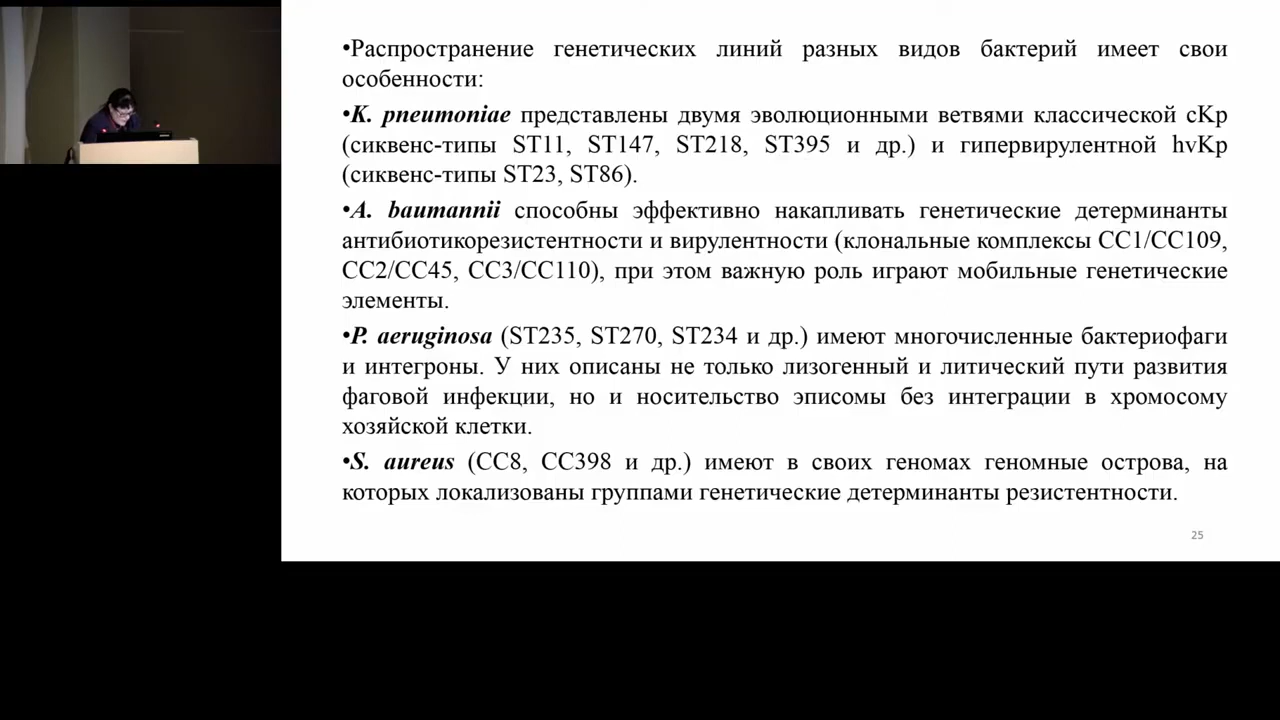 •Распространение генетических линий разных видов бактерий имеет свои
особенности:
•K. pneumoniae представлены двумя эволюционными ветвями классической cKp
(сиквенс-типы ST11, ST147, ST218, ST395 и др.) и гипервирулентной hvKp
(сиквенс-типы ST23, ST86).
•A. baumannii способны эффективно накапливать генетические детерминанты
антибиотикорезистентности и вирулентности (клональные комплексы CC1/CC109,
CC2/CC45, CC3/CC110), при этом важную роль играют мобильные генетические
элементы.
•P. aeruginosa (ST235, ST270, ST234 и др.) имеют многочисленные бактериофаги
и интегроны. У них описаны не только лизогенный и литический пути развития
фаговой инфекции, но и носительство эписомы без интеграции в хромосому
хозяйской клетки.
•S. aureus (CC8, CC398 и др.) имеют в своих геномах геномные острова, на
которых локализованы группами генетические детерминанты резистентности.
25